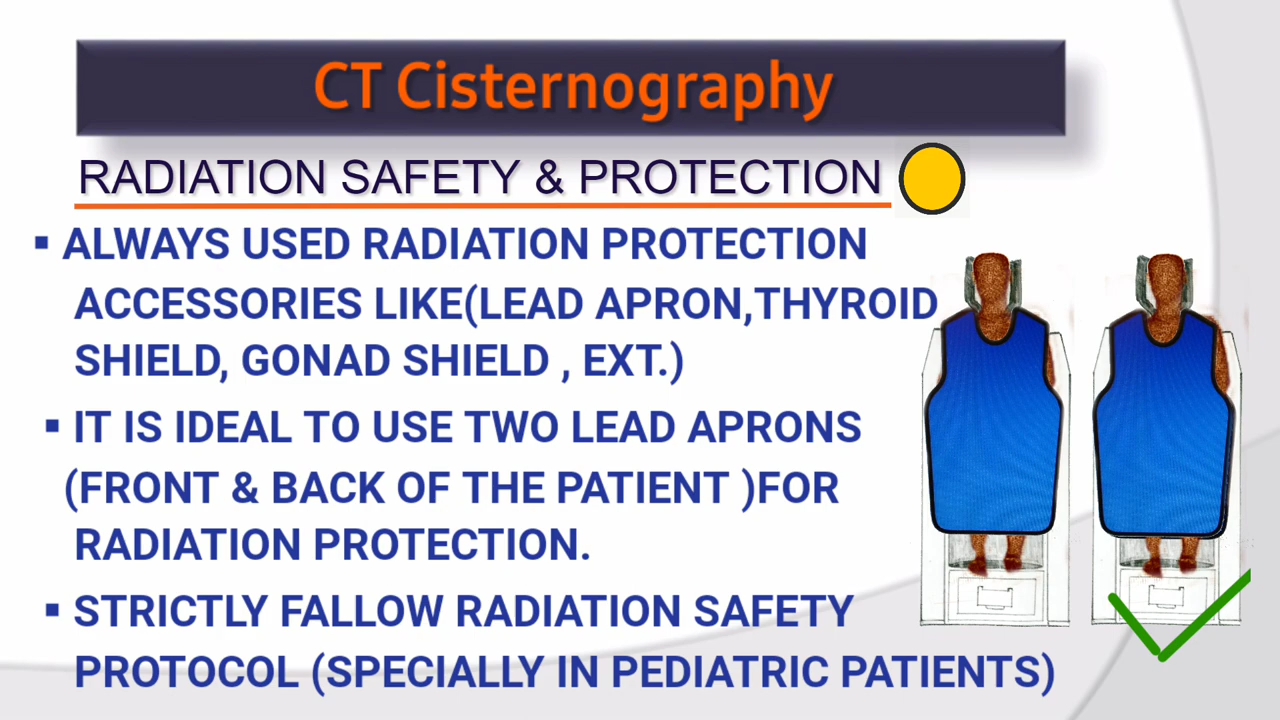 CT Cisternography
RADIATION SAFETY & PROTECTION
▪ ALWAYS USED RADIATION PROTECTION
ACCESSORIES LIKE(LEAD APRON,THYROID
SHIELD, GONAD SHIELD , EXT.)
▪ IT IS IDEAL TO USE TWO LEAD APRONS
(FRONT & BACK OF THE PATIENT )FOR
RADIATION PROTECTION.
▪ STRICTLY FALLOW RADIATION SAFETY
PROTOCOL (SPECIALLY IN PEDIATRIC PATIENTS)